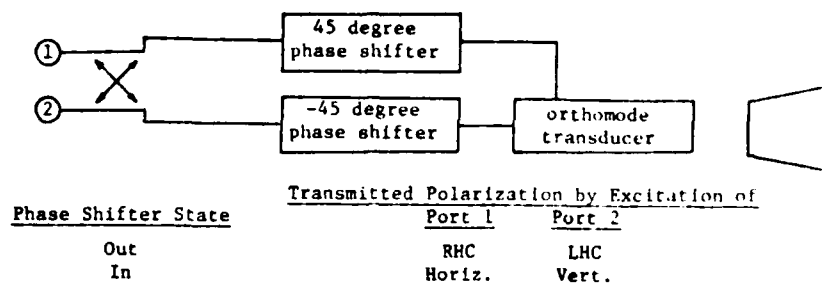 45 degree
phase shifter
1
2
-45 degree
phase shifter
orthomode
transducer
Transmitted Polarization by Excitation of
Phase Shifter State Port 1 Port 2
Out RHC LHC
In Horiz. Vert.